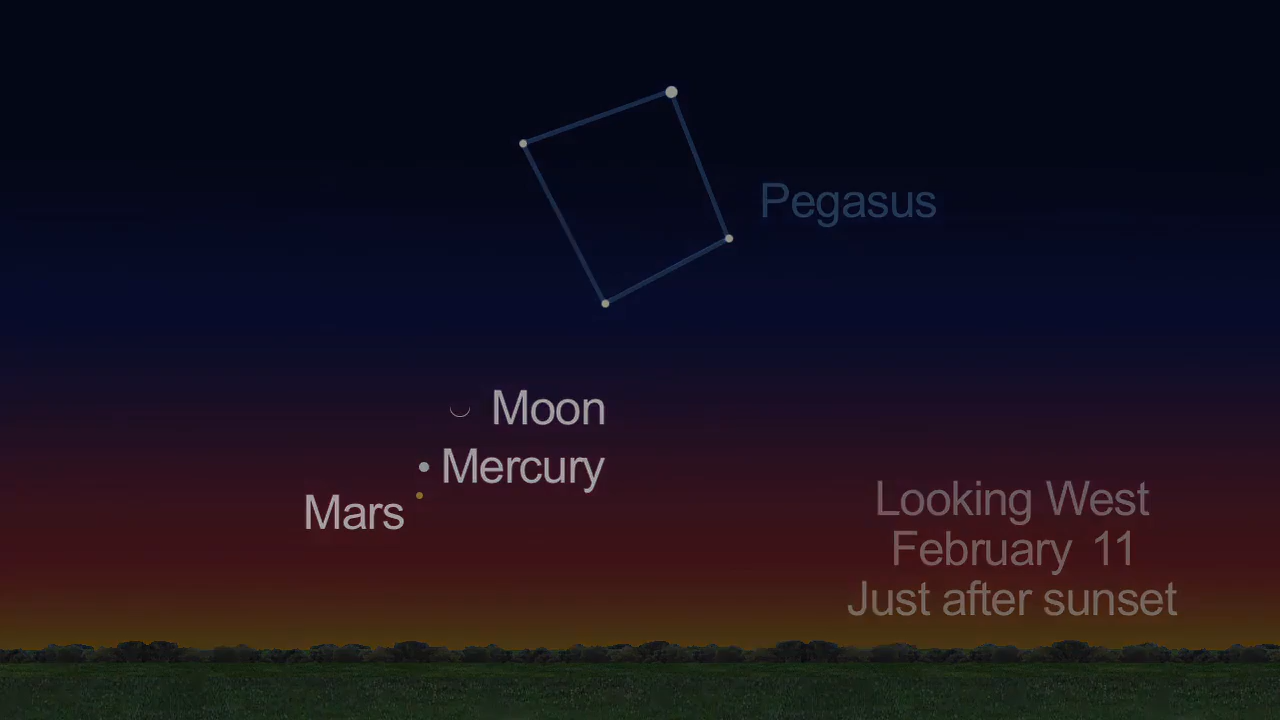 Pegasus
Moon
Mercury
Mars
Looking West
February 11
Just after sunset